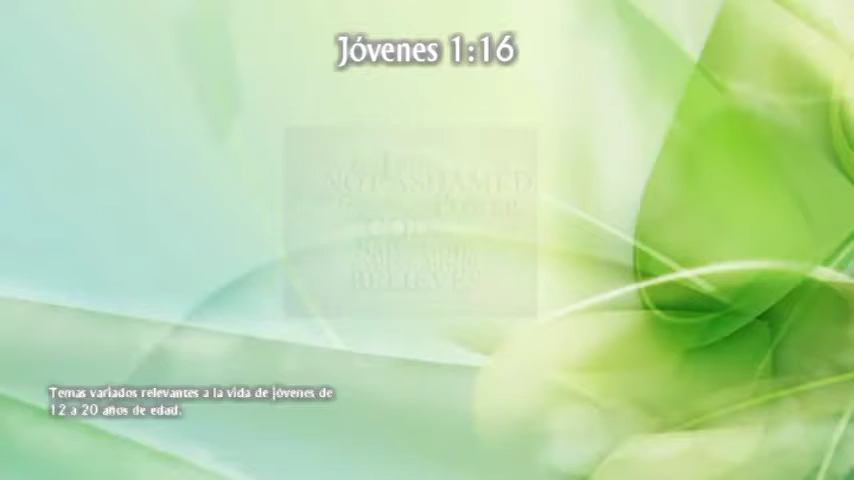 Jóvenes 1:16
NOT ASHAMED
BELIEVES
Temas variados relevantes a la vida de jóvenes de
12 a 20 años de edad.